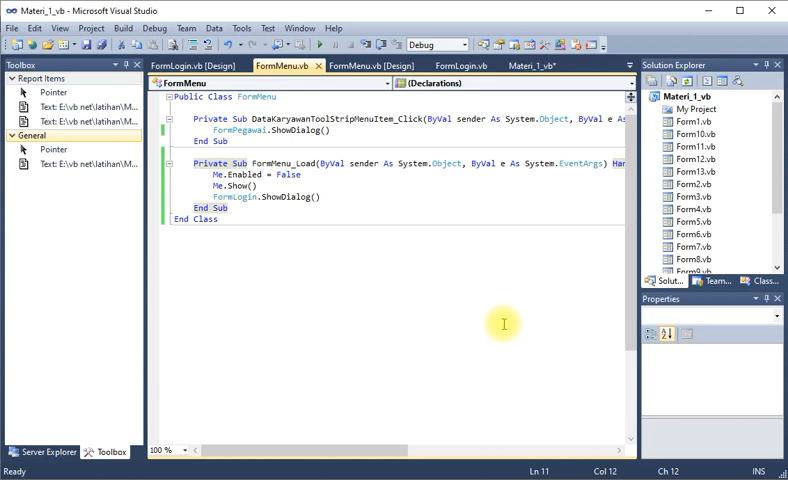 Materi_1_vb - Microsoft Visual Studio
File Edit View Project Build Debug Team Data Tools Test Analyze Window Help
Debug
Toolbox
Report Items
Pointer
Text: E:\vb net\latihan\M...
Text: E:\vb net\latihan\M...
General
Pointer
Text: E:\vb net\latihan\M...
Server Explorer Toolbox
FormLogin.vb [Design] FormMenu.vb FormMenu.vb [Design] FormLogin.vb Materi_1_vb*
FormMenu (Declarations)
Public Class FormMenu
Private Sub DataKaryawanToolStripMenuItem_Click(ByVal sender As System.Object, ByVal e As
FormPegawai.ShowDialog()
End Sub
Private Sub FormMenu_Load(ByVal sender As System.Object, ByVal e As System.EventArgs) Han
Me.Enabled = False
Me.Show()
FormLogin.ShowDialog()
End Sub
End Class
100 %
Solution Explorer
Materi_1_vb
My Project
Form1.vb
Form10.vb
Form11.vb
Form12.vb
Form13.vb
Form2.vb
Form3.vb
Form4.vb
Form5.vb
Form6.vb
Form7.vb
Form8.vb
Form9.vb
Solut... Team... Class...
Properties
Ready Ln 11 Col 12 Ch 12